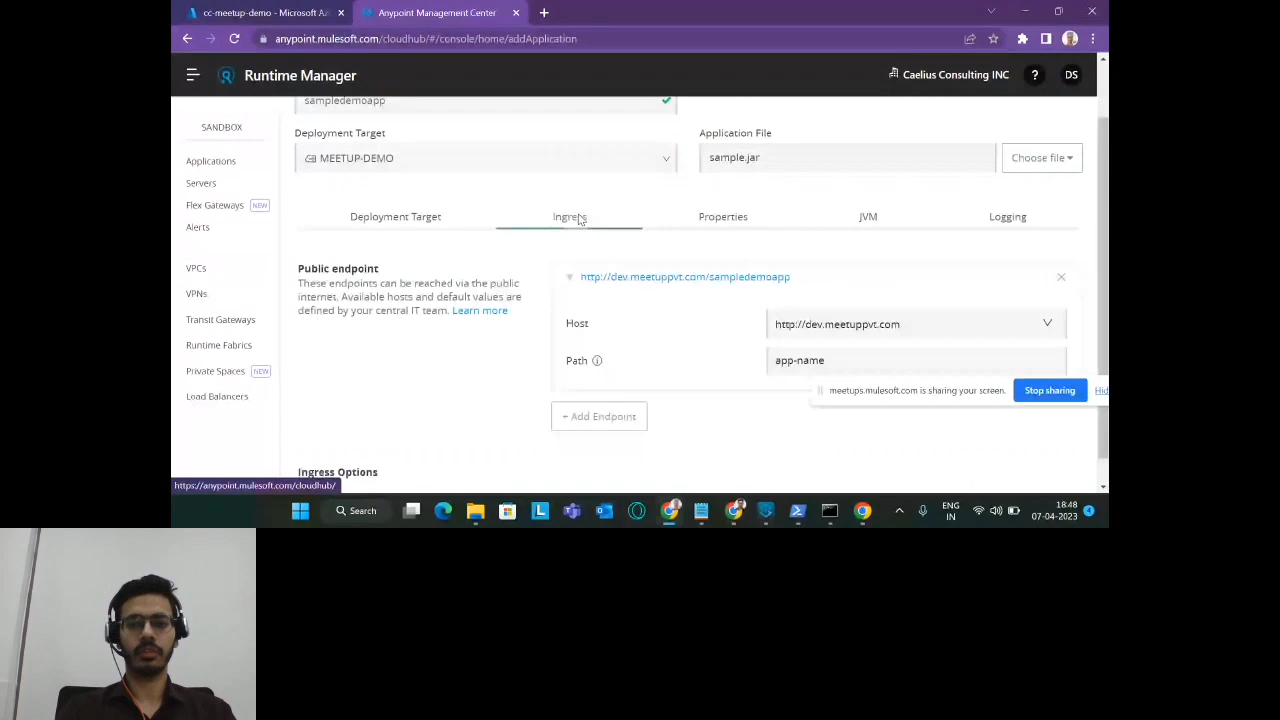 cc-meetup-demo - Microsoft Az
Anypoint Management Center
anypoint.mulesoft.com/cloudhub/#/console/home/addApplication
Runtime Manager
Caelius Consulting INC
?
DS
SANDBOX
Applications
Servers
Flex Gateways NEW
Alerts
VPCs
VPNs
Transit Gateways
Runtime Fabrics
Private Spaces NEW
Load Balancers
sampledemoapp
Deployment Target
MEETUP-DEMO
Application File
sample.jar
Choose file
Deployment Target
Ingress
Properties
JVM
Logging
Public endpoint
These endpoints can be reached via the public
internet. Available hosts and default values are
defined by your central IT team. Learn more
http://dev.meetuppvt.com/sampledemoapp
Host
http://dev.meetuppvt.com
Path
app-name
+ Add Endpoint
meetups.mulesoft.com is sharing your screen.
Stop sharing
Hid
Ingress Options
https://anypoint.mulesoft.com/cloudhub/
Search
ENG
IN
18.48
07-04-2023
4